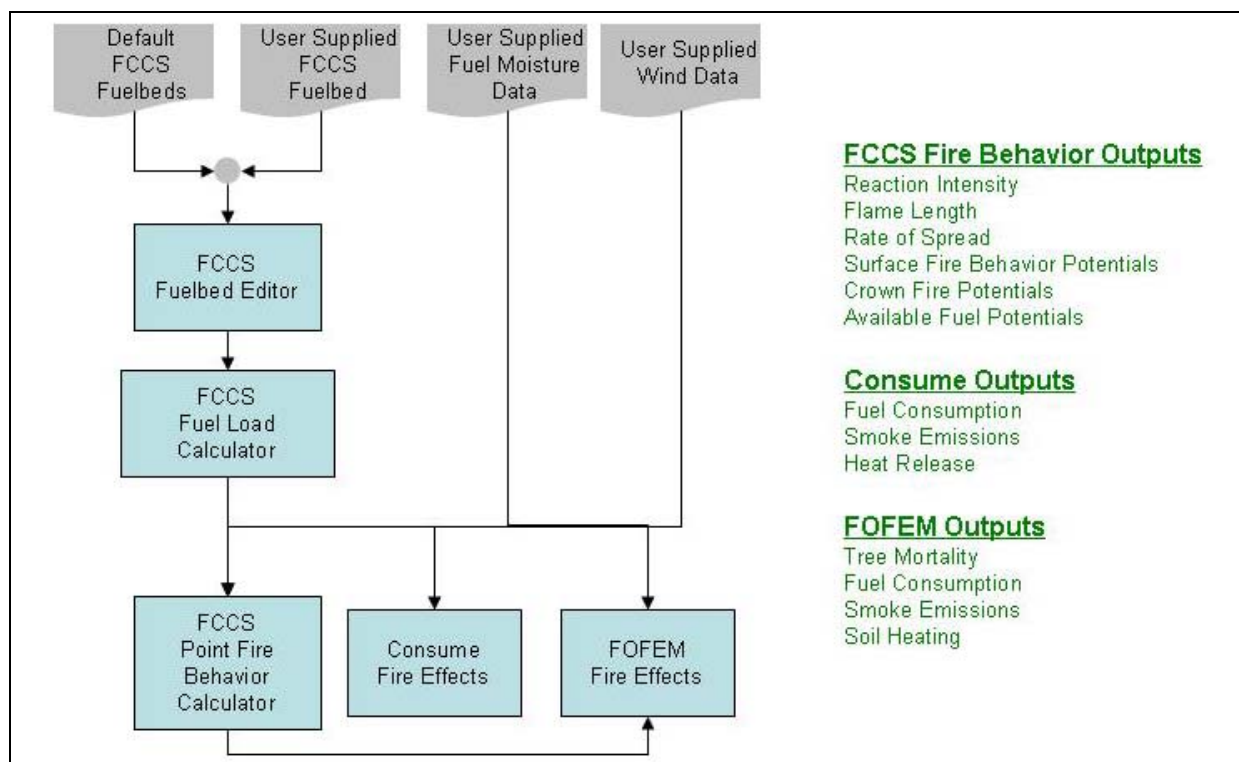 Default
FCCS
Fuelbeds
User Supplied
FCCS
Fuelbed
User Supplied
Fuel Moisture
Data
User Supplied
Wind Data
FCCS
Fuelbed Editor
FCCS
Fuel Load
Calculator
FCCS
Point Fire
Behavior
Calculator
Consume
Fire Effects
FOFEM
Fire Effects
FCCS Fire Behavior Outputs
Reaction Intensity
Flame Length
Rate of Spread
Surface Fire Behavior Potentials
Crown Fire Potentials
Available Fuel Potentials
Consume Outputs
Fuel Consumption
Smoke Emissions
Heat Release
FOFEM Outputs
Tree Mortality
Fuel Consumption
Smoke Emissions
Soil Heating